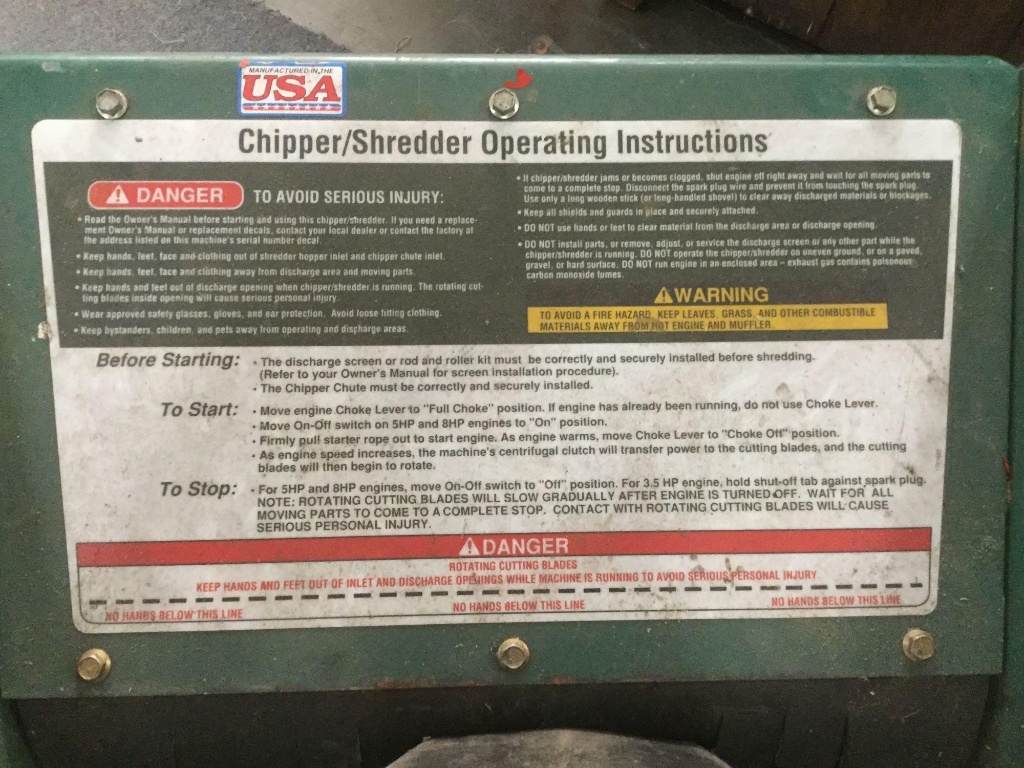 MANUFACTURED IN THE
USA
Chipper/Shredder Operating Instructions
DANGER TO AVOID SERIOUS INJURY:
• Read the Owner's Manual before starting and using this chipper/shredder. If you need a replace-
ment Owner's Manual or replacement decals, contact your local dealer or contact the factory at
the address listed on this machine's serial number decal.
• Keep hands, feet, face and clothing out of shredder hopper inlet and chipper chute inlet.
• Keep hands, feet, face and clothing away from discharge area and moving parts.
• Keep hands and feet out of discharge opening when chipper/shredder is running. The rotating cut-
ting blades inside opening will cause serious personal injury.
• Wear approved safety glasses, gloves, and ear protection. Avoid loose fitting clothing.
• Keep bystanders, children, and pets away from operating and discharge areas.
• If chipper/shredder jams or becomes clogged, shut engine off right away and wait for all moving parts to
come to a complete stop. Disconnect the spark plug wire and prevent it from touching the spark plug.
Use only a long wooden stick (or long-handled shovel) to clear away discharged materials or blockages.
• Keep all shields and guards in place and securely attached.
• DO NOT use hands or feet to clear material from the discharge area or discharge opening.
• DO NOT install parts, or remove, adjust, or service the discharge screen or any other part while the
chipper/shredder is running. DO NOT operate the chipper/shredder on uneven ground, or on a paved,
gravel, or hard surface. DO NOT run engine in an enclosed area – exhaust gas contains poisonous
carbon monoxide fumes.
WARNING
TO AVOID A FIRE HAZARD, KEEP LEAVES, GRASS, AND OTHER COMBUSTIBLE
MATERIALS AWAY FROM HOT ENGINE AND MUFFLER.
Before Starting: • The discharge screen or rod and roller kit must be correctly and securely installed before shredding.
(Refer to your Owner's Manual for screen installation procedure).
• The Chipper Chute must be correctly and securely installed.
To Start: • Move engine Choke Lever to "Full Choke" position. If engine has already been running, do not use Choke Lever.
• Move On-Off switch on 5HP and 8HP engines to "On" position.
• Firmly pull starter rope out to start engine. As engine warms, move Choke Lever to "Choke Off" position.
• As engine speed increases, the machine's centrifugal clutch will transfer power to the cutting blades, and the cutting
blades will then begin to rotate.
To Stop: • For 5HP and 8HP engines, move On-Off switch to "Off" position. For 3.5 HP engine, hold shut-off tab against spark plug.
NOTE: ROTATING CUTTING BLADES WILL SLOW GRADUALLY AFTER ENGINE IS TURNED OFF. WAIT FOR ALL
MOVING PARTS TO COME TO A COMPLETE STOP. CONTACT WITH ROTATING CUTTING BLADES WILL CAUSE
SERIOUS PERSONAL INJURY.
DANGER
ROTATING CUTTING BLADES
KEEP HANDS AND FEET OUT OF INLET AND DISCHARGE OPENINGS WHILE MACHINE IS RUNNING TO AVOID SERIOUS PERSONAL INJURY
NO HANDS BELOW THIS LINE NO HANDS BELOW THIS LINE NO HANDS BELOW THIS LINE